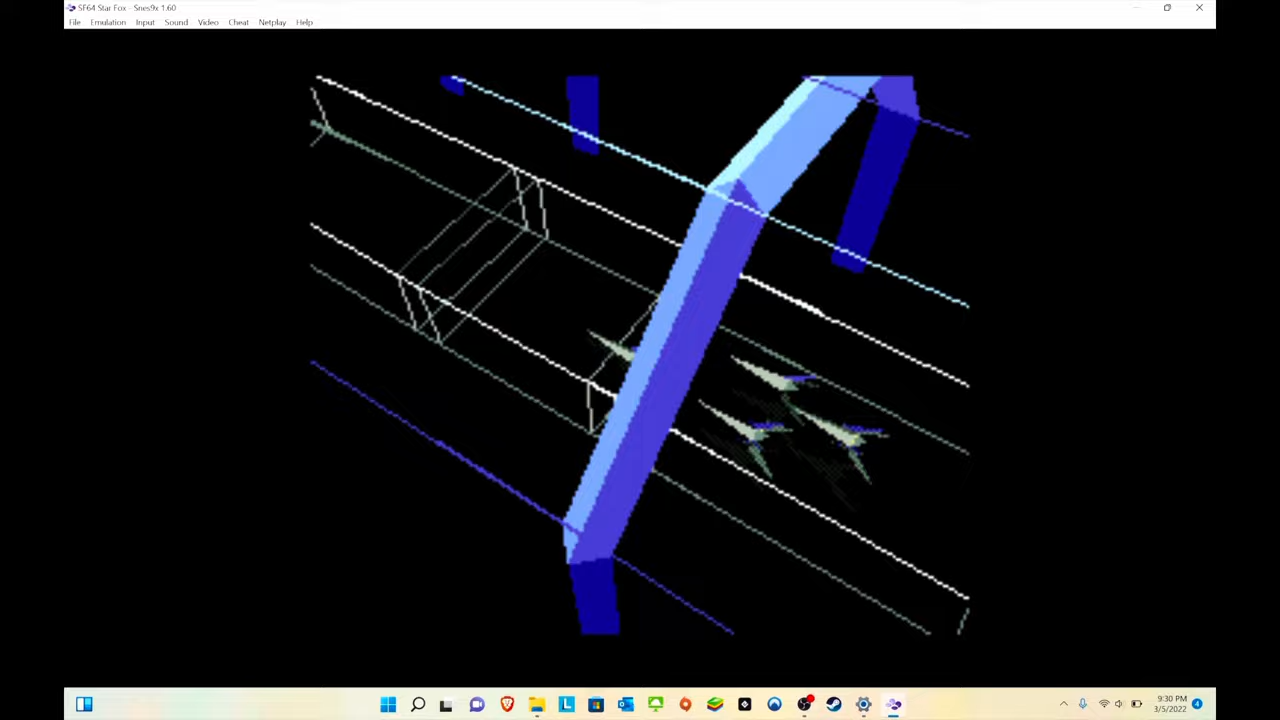 SF64 Star Fox - Snes9x 1.60
File Emulation Input Sound Video Cheat Netplay Help
9:30 PM
3/5/2022
4